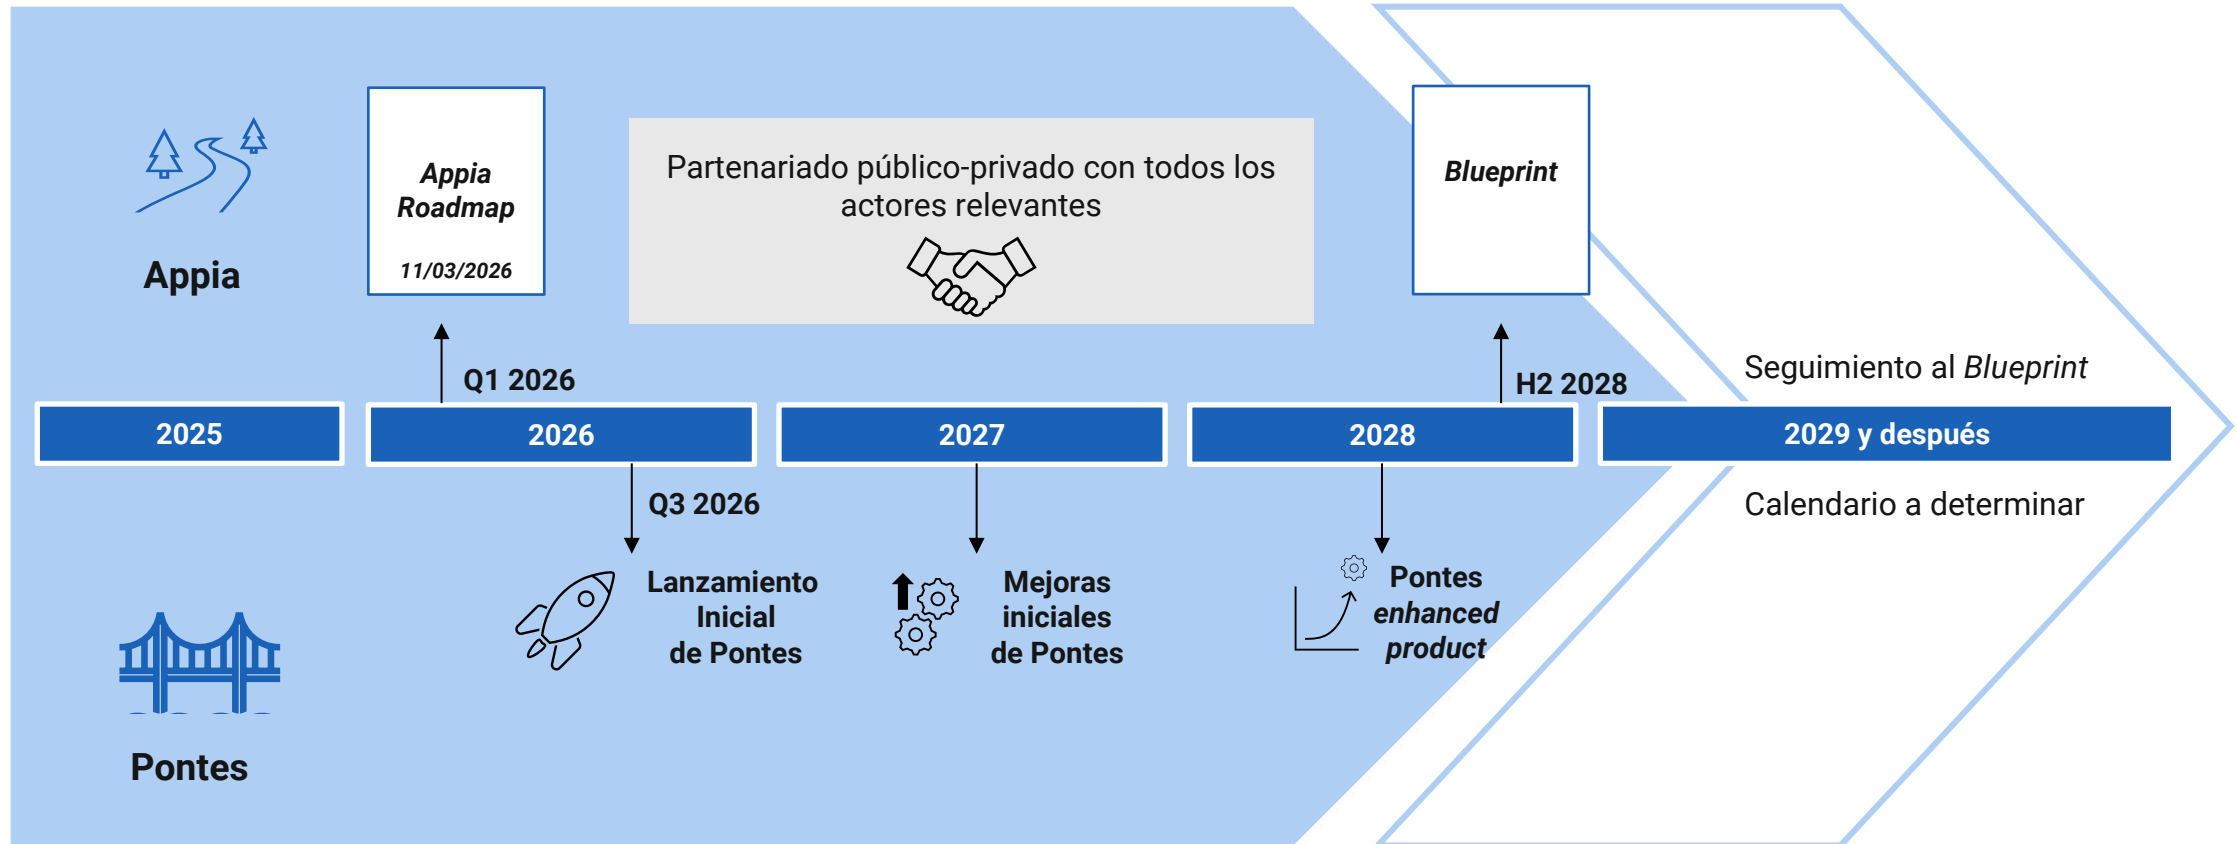 Appia
Appia
Roadmap
11/03/2026
Partenariado público-privado con todos los
actores relevantes
Blueprint
Q1 2026
H2 2028
Seguimiento al Blueprint
2025
2026
2027
2028
2029 y después
Q3 2026
Calendario a determinar
Lanzamiento
Inicial
de Pontes
Mejoras
iniciales
de Pontes
Pontes
enhanced
product
Pontes